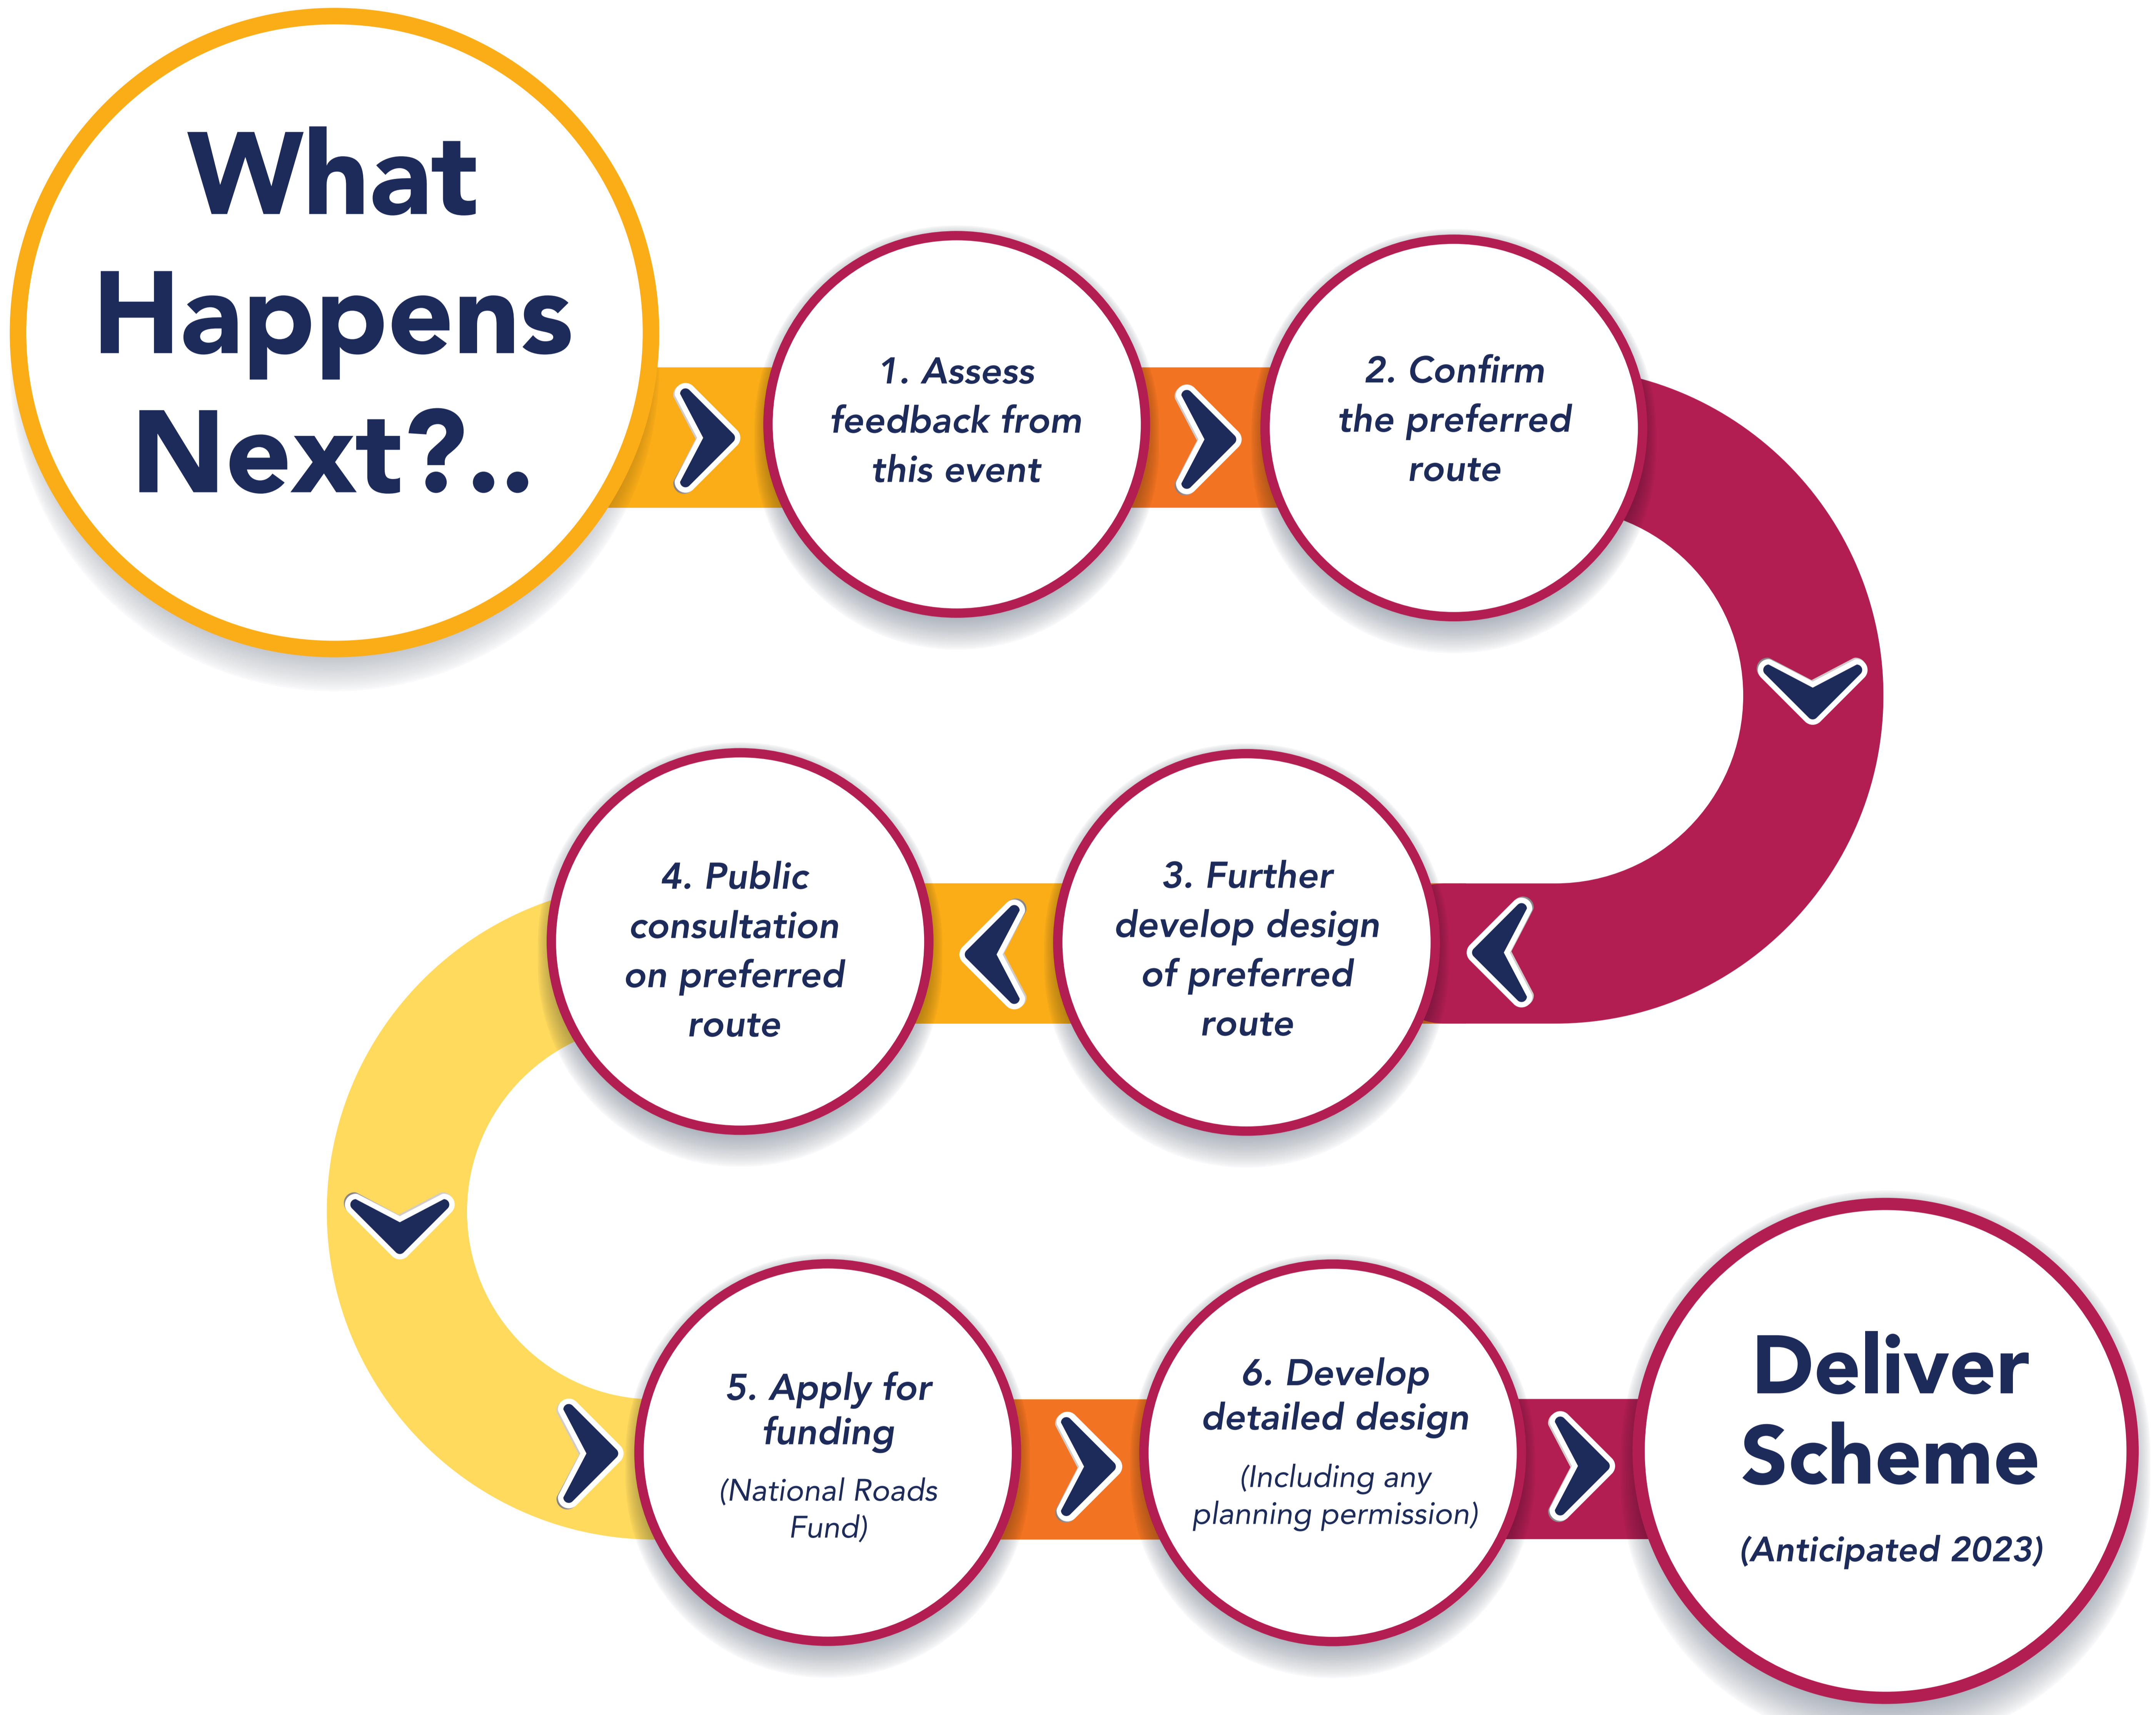 What
Happens
Next?..
1. Assess
feedback from
this event
2. Confirm
the preferred
route
3. Further
develop design
of preferred
route
4. Public
consultation
on preferred
route
5. Apply for
funding
(National Roads
Fund)
6. Develop
detailed design
(Including any
planning permission)
Deliver
Scheme
(Anticipated 2023)